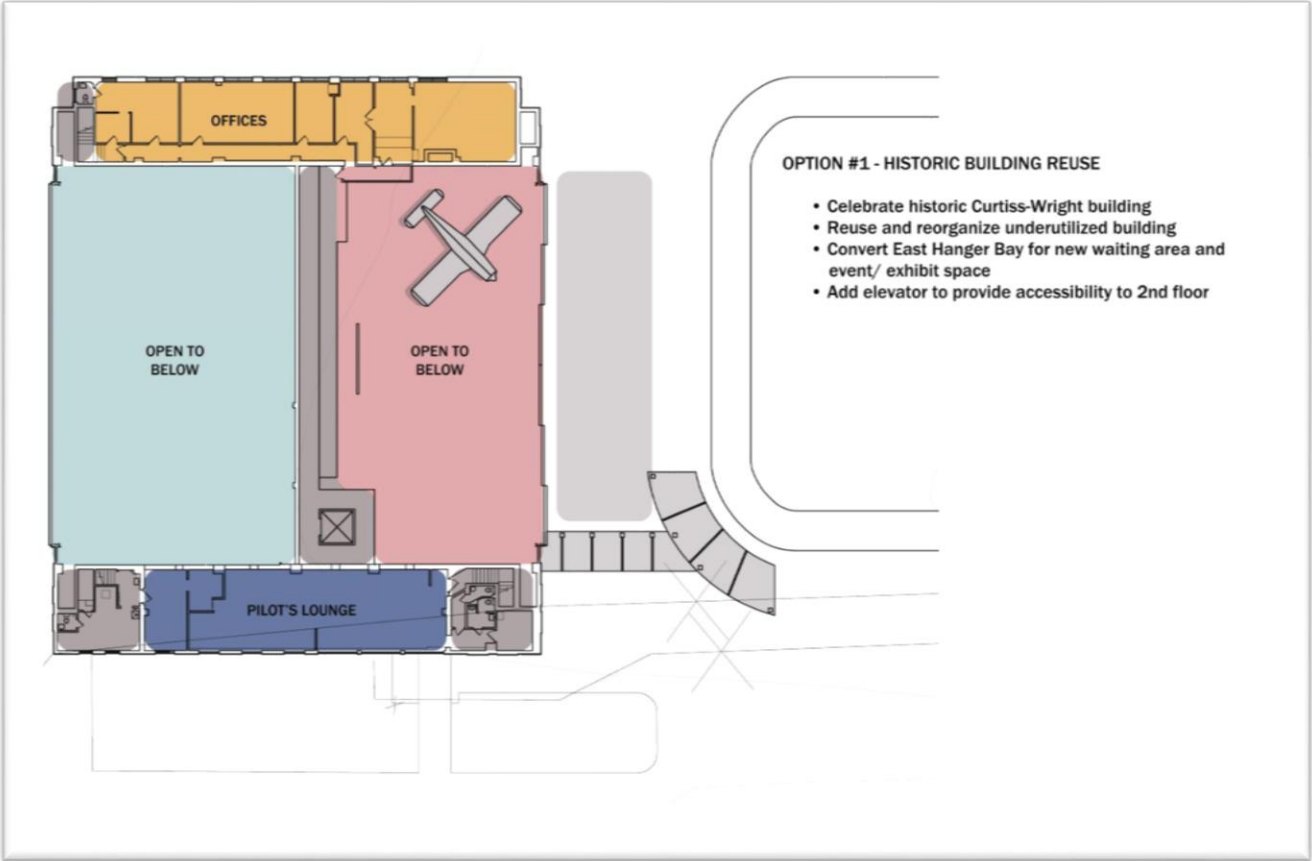 OFFICES
OPTION #1 - HISTORIC BUILDING REUSE
• Celebrate historic Curtiss-Wright building
• Reuse and reorganize underutilized building
• Convert East Hanger Bay for new waiting area and
event/ exhibit space
• Add elevator to provide accessibility to 2nd floor
OPEN TO
BELOW
OPEN TO
BELOW
PILOT'S LOUNGE